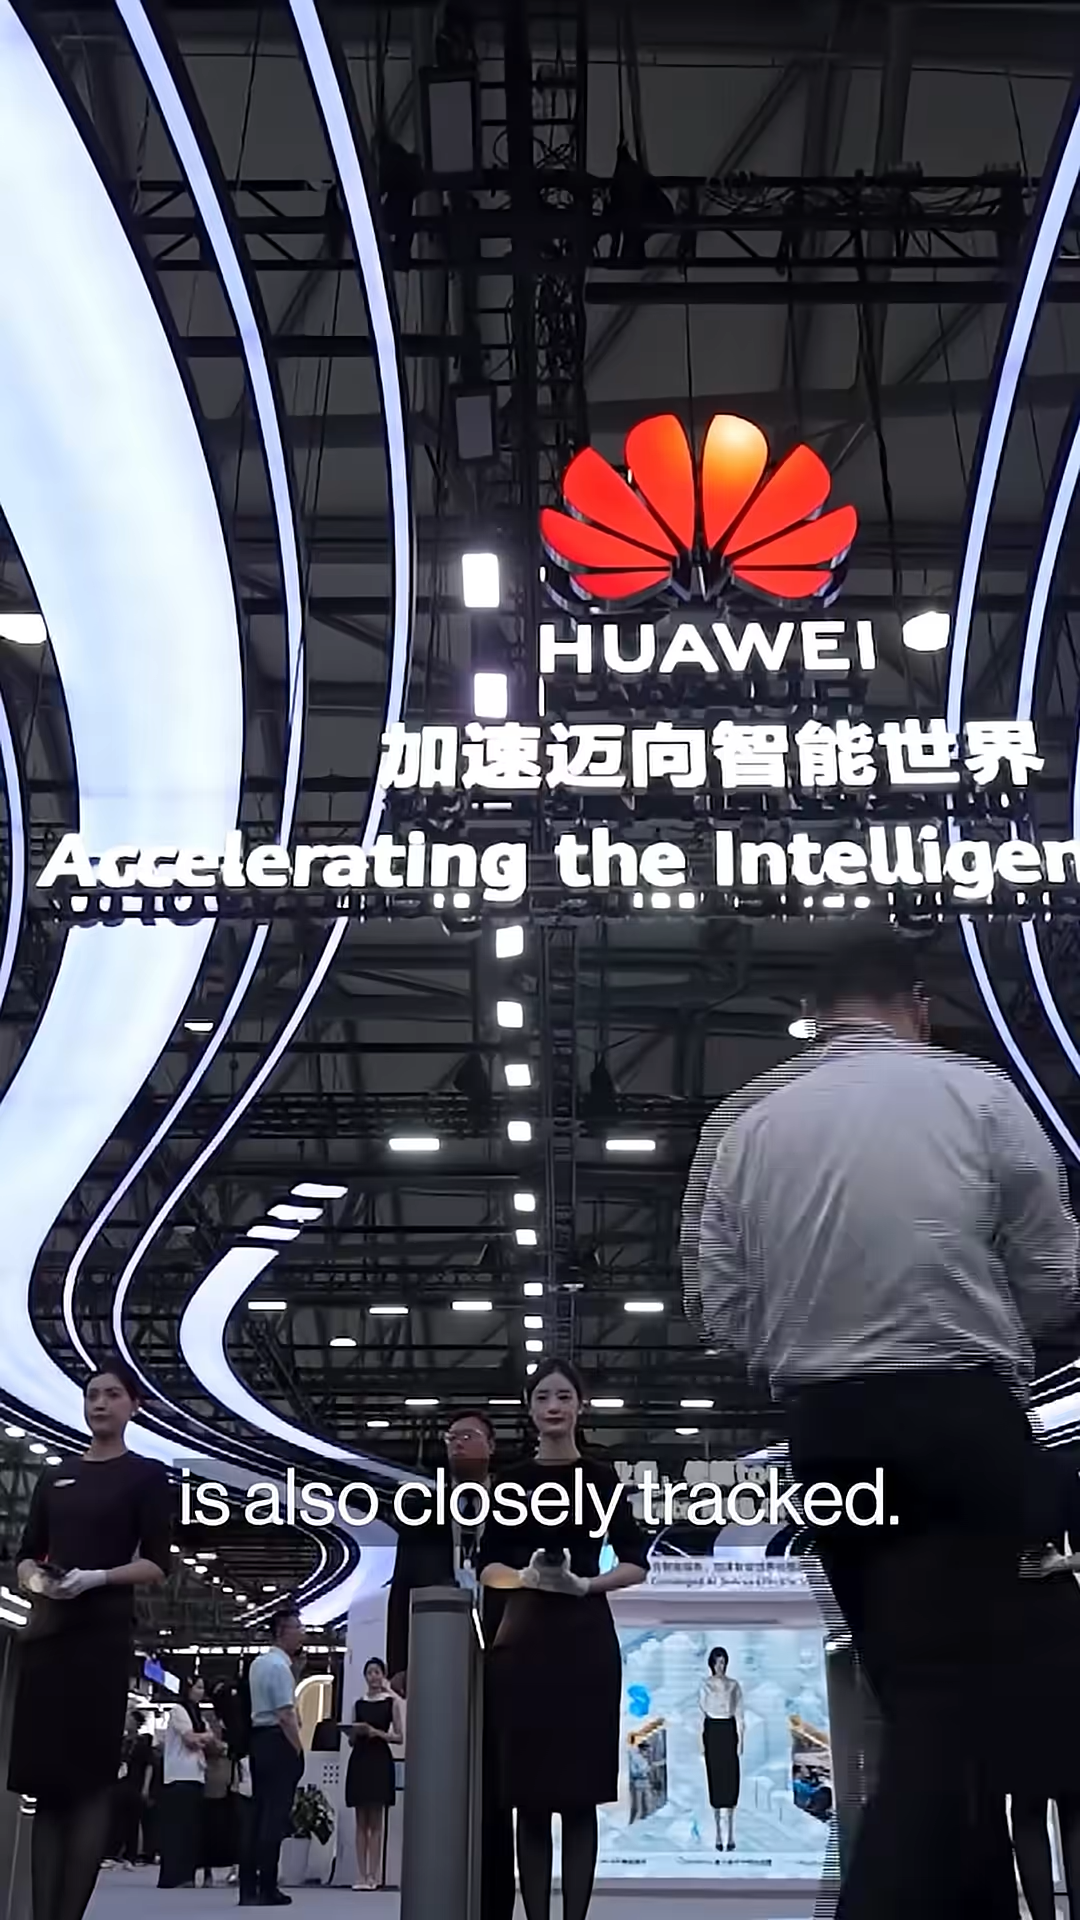 HUAWEI
加速迈向智能世界
Accelerating the Intelligen
is also closely tracked.